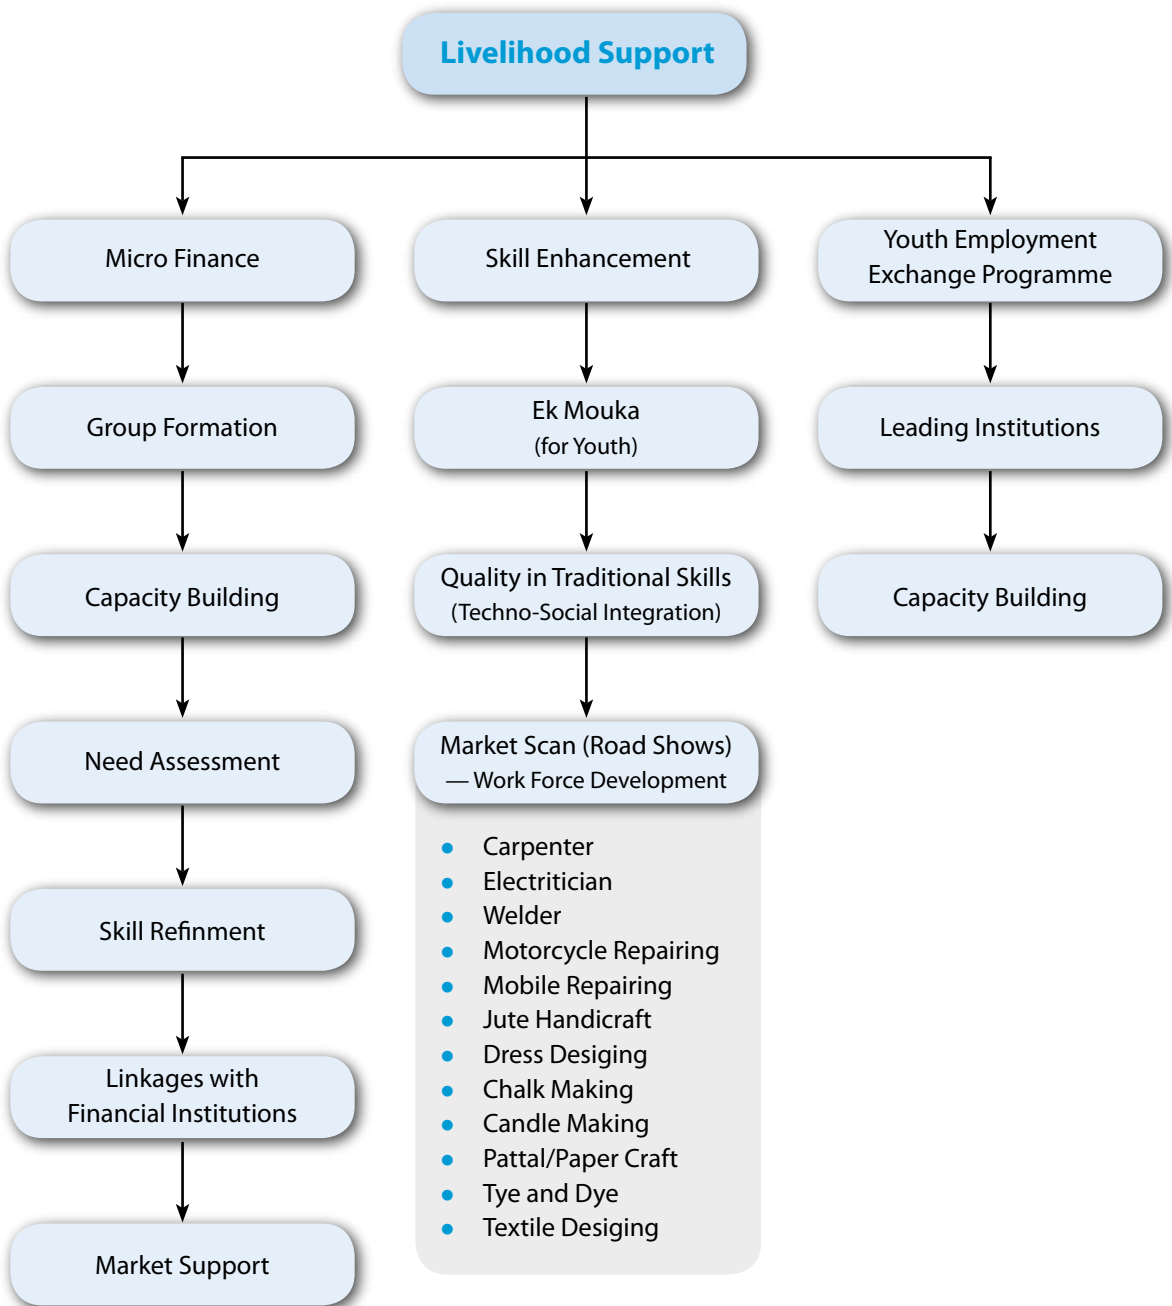 Livelihood Support
Micro Finance
Skill Enhancement
Youth Employment
Exchange Programme
Group Formation
Ek Mouka
(for Youth)
Leading Institutions
Capacity Building
Quality in Traditional Skills
(Techno-Social Integration)
Capacity Building
Need Assessment
Market Scan (Road Shows)
— Work Force Development
Skill Refinment
Linkages with
Financial Institutions
Market Support
● Carpenter
● Electritician
● Welder
● Motorcycle Repairing
● Mobile Repairing
● Jute Handicraft
● Dress Desiging
● Chalk Making
● Candle Making
● Pattal/Paper Craft
● Tye and Dye
● Textile Desiging